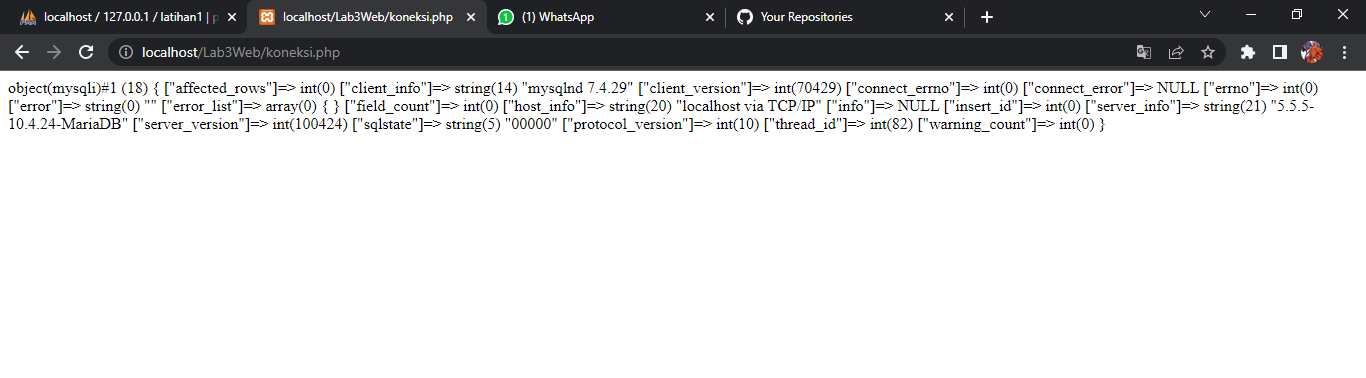 localhost / 127.0.0.1 / latihan1 | p
localhost/Lab3Web/koneksi.php
(1) WhatsApp
Your Repositories
localhost/Lab3Web/koneksi.php
object(mysqli)#1 (18) { ["affected_rows"]=> int(0) ["client_info"]=> string(14) "mysqlnd 7.4.29" ["client_version"]=> int(70429) ["connect_errno"]=> int(0) ["connect_error"]=> NULL ["errno"]=> int(0)
["error"]=> string(0) "" ["error_list"]=> array(0) { } ["field_count"]=> int(0) ["host_info"]=> string(20) "localhost via TCP/IP" ["info"]=> NULL ["insert_id"]=> int(0) ["server_info"]=> string(21) "5.5.5-
10.4.24-MariaDB" ["server_version"]=> int(100424) ["sqlstate"]=> string(5) "00000" ["protocol_version"]=> int(10) ["thread_id"]=> int(82) ["warning_count"]=> int(0) }